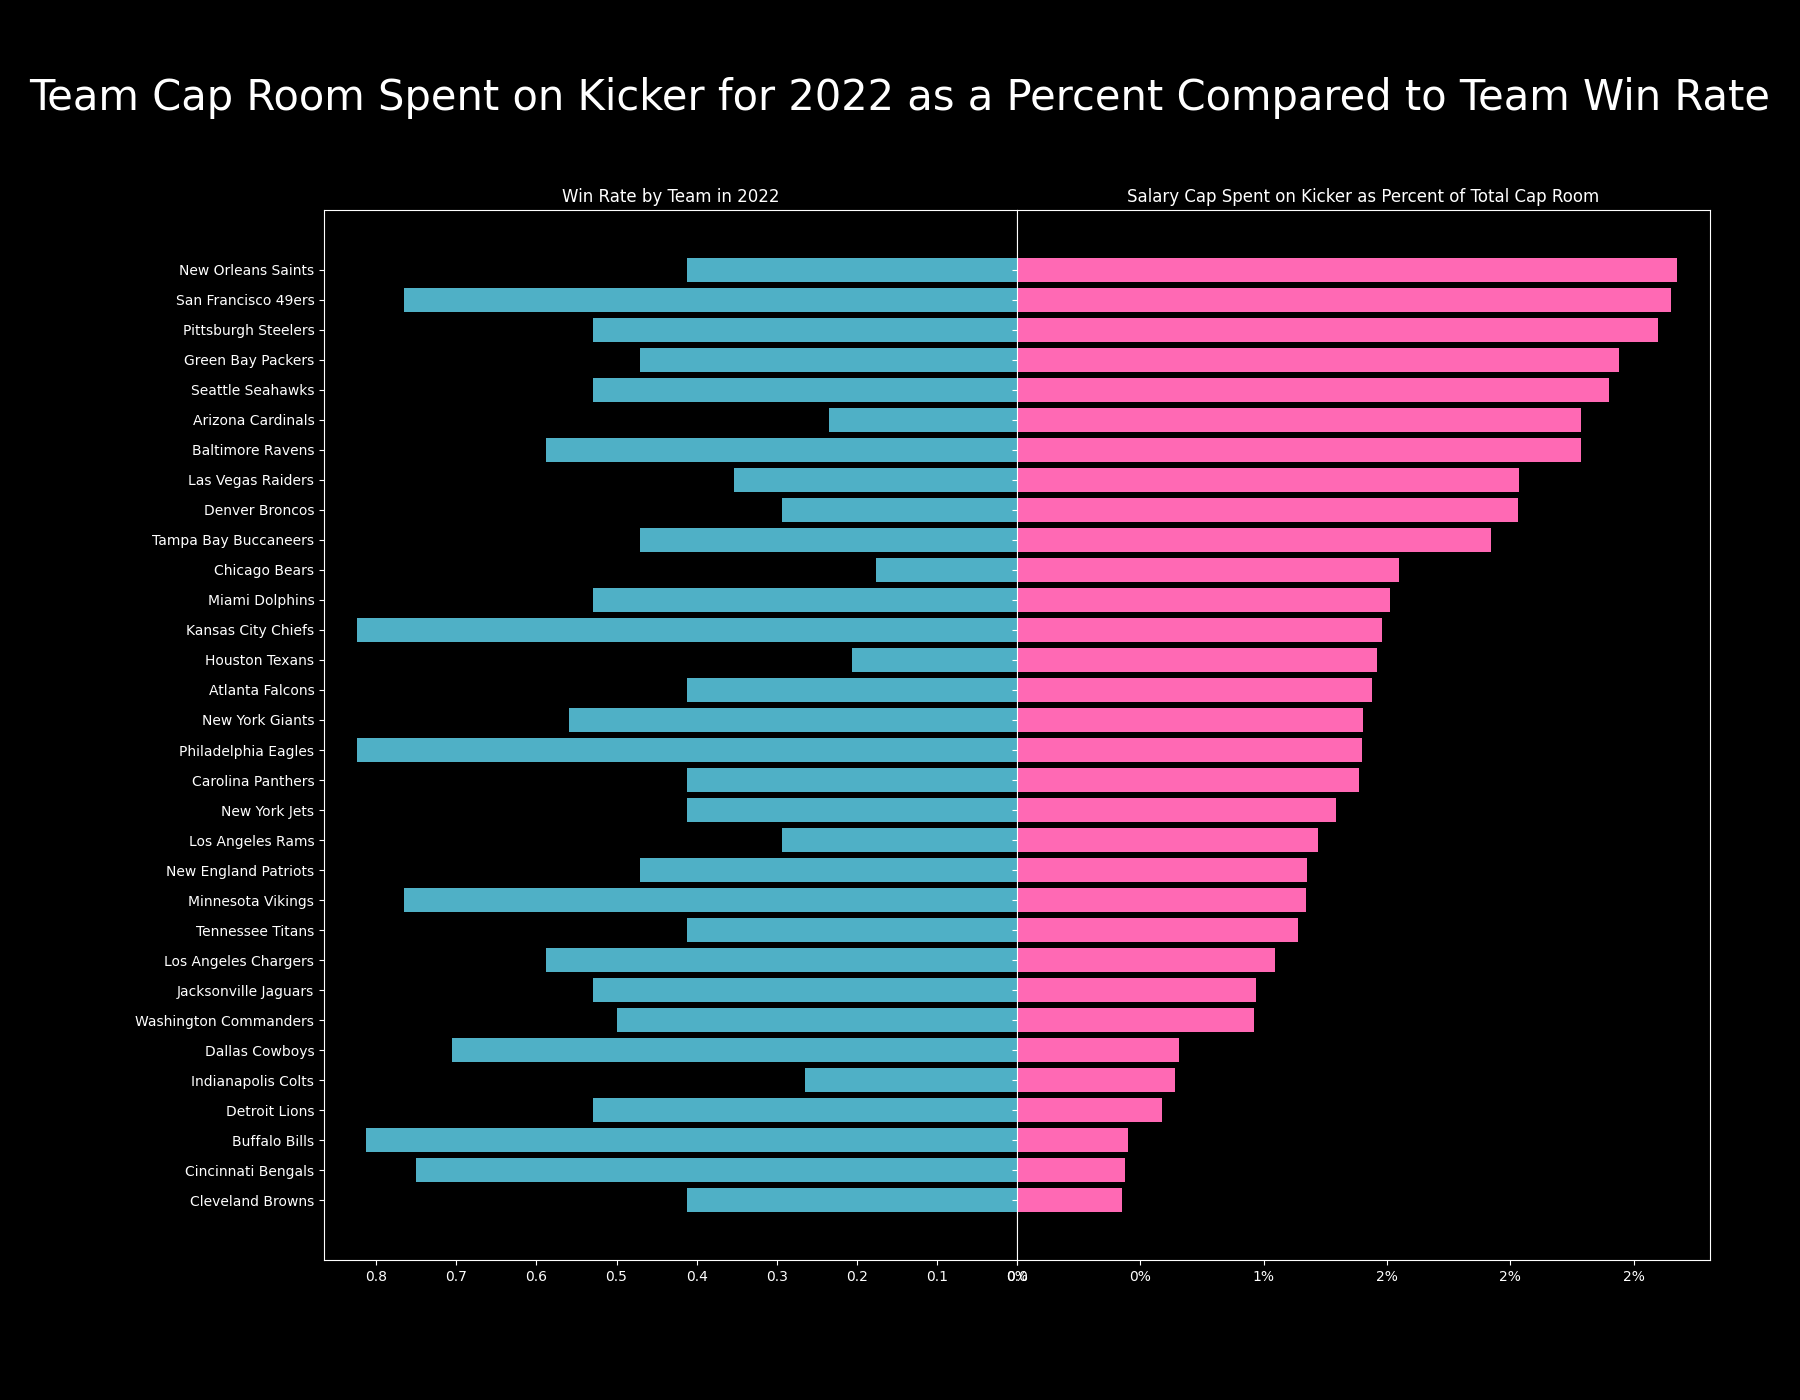 Team Cap Room Spent on Kicker for 2022 as a Percent Compared to Team Win Rate
Win Rate by Team in 2022
Salary Cap Spent on Kicker as Percent of Total Cap Room
New Orleans Saints
San Francisco 49ers
Pittsburgh Steelers
Green Bay Packers
Seattle Seahawks
Arizona Cardinals
Baltimore Ravens
Las Vegas Raiders
Denver Broncos
Tampa Bay Buccaneers
Chicago Bears
Miami Dolphins
Kansas City Chiefs
Houston Texans
Atlanta Falcons
New York Giants
Philadelphia Eagles
Carolina Panthers
New York Jets
Los Angeles Rams
New England Patriots
Minnesota Vikings
Tennessee Titans
Los Angeles Chargers
Jacksonville Jaguars
Washington Commanders
Dallas Cowboys
Indianapolis Colts
Detroit Lions
Buffalo Bills
Cincinnati Bengals
Cleveland Browns
0.8 0.7 0.6 0.5 0.4 0.3 0.2 0.1 0.0
0% 0% 1% 2% 2% 2%